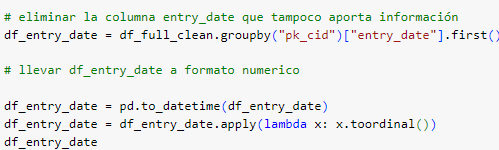 # eliminar la columna entry_date que tampoco aporta información
df_entry_date = df_full_clean.groupby("pk_cid")["entry_date"].first()
# llevar df_entry_date a formato numerico
df_entry_date = pd.to_datetime(df_entry_date)
df_entry_date = df_entry_date.apply(lambda x: x.toordinal())
df_entry_date